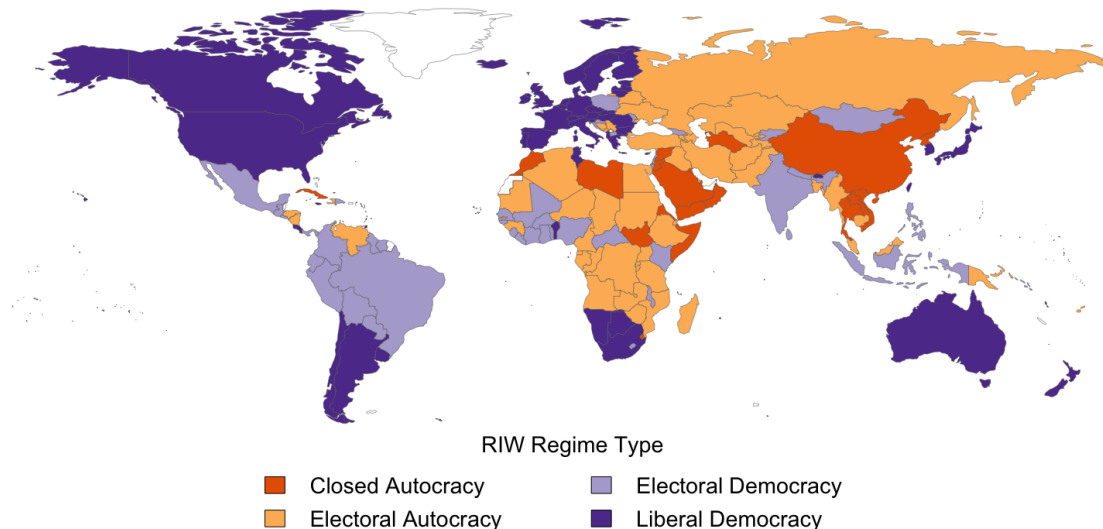 RIW Regime Type
Closed Autocracy
Electoral Democracy
Electoral Autocracy
Liberal Democracy